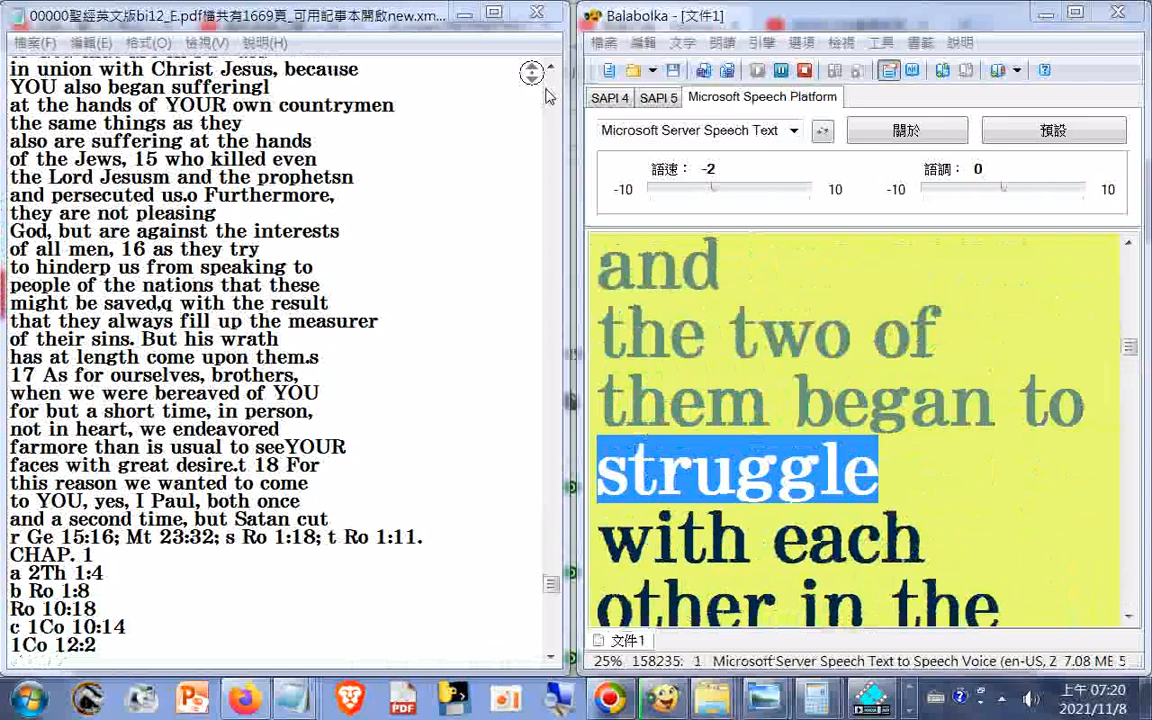 00000聖經英文版bi12_E.pdf檔共有1669頁_可用記事本開啟new.xm...
檔案(F) 編輯(E) 格式(O) 檢視(V) 說明(H)
in union with Christ Jesus, because
YOU also began sufferingl
at the hands of YOUR own countrymen
the same things as they
also are suffering at the hands
of the Jews, 15 who killed even
the Lord Jesusm and the prophetsn
and persecuted us.o Furthermore,
they are not pleasing
God, but are against the interests
of all men, 16 as they try
to hinderp us from speaking to
people of the nations that these
might be saved,q with the result
that they always fill up the measurer
of their sins. But his wrath
has at length come upon them.s
17 As for ourselves, brothers,
when we were bereaved of YOU
for but a short time, in person,
not in heart, we endeavored
farmore than is usual to seeYOUR
faces with great desire.t 18 For
this reason we wanted to come
to YOU, yes, I Paul, both once
and a second time, but Satan cut
r Ge 15:16; Mt 23:32; s Ro 1:18; t Ro 1:11.
CHAP. 1
a 2Th 1:4
b Ro 1:8
Ro 10:18
c 1Co 10:14
1Co 12:2
Balabolka - [文件1]
檔案 編輯 文字 朗讀 引擎 選項 檢視 工具 書籤 說明
SAPI 4 SAPI 5 Microsoft Speech Platform
Microsoft Server Speech Text 關於 預設
語速： -2 語調： 0
-10 10 -10 10
and
the two of
them began to
struggle
with each
other in the
文件1
25% 158235: 1 Microsoft Server Speech Text to Speech Voice (en-US, Z 7.08 MB 5
PDF
上午 07:20
2021/11/8